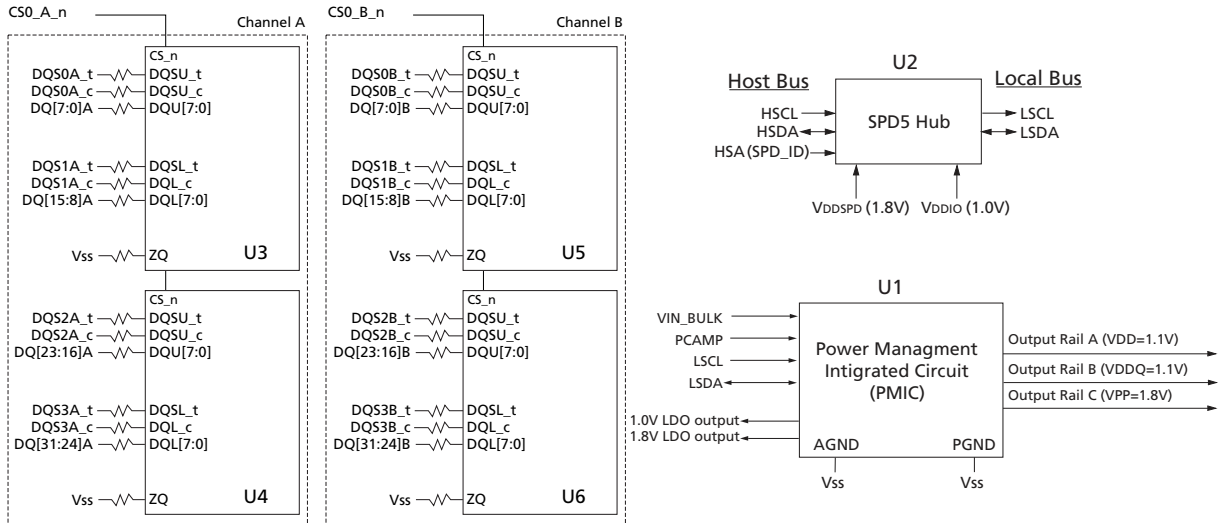 CS0_A_n
Channel A
CS_n
DQS0A_t DQSU_t
DQS0A_c DQSU_c
DQ[7:0]A DQU[7:0]
DQS1A_t DQSL_t
DQS1A_c DQL_c
DQ[15:8]A DQL[7:0]
Vss ZQ U3
CS_n
DQS2A_t DQSU_t
DQS2A_c DQSU_c
DQ[23:16]A DQU[7:0]
DQS3A_t DQSL_t
DQS3A_c DQL_c
DQ[31:24]A DQL[7:0]
Vss ZQ U4
CS0_B_n
Channel B
CS_n
DQS0B_t DQSU_t
DQS0B_c DQSU_c
DQ[7:0]B DQU[7:0]
DQS1B_t DQSL_t
DQS1B_c DQL_c
DQ[15:8]B DQL[7:0]
Vss ZQ U5
CS_n
DQS2B_t DQSU_t
DQS2B_c DQSU_c
DQ[23:16]B DQU[7:0]
DQS3B_t DQSL_t
DQS3B_c DQL_c
DQ[31:24]B DQL[7:0]
Vss ZQ U6
U2
Host Bus Local Bus
HSCL LSCL
SPD5 Hub
HSDA LSDA
HSA (SPD_ID)
VDDSPD (1.8V) VDDIO (1.0V)
U1
VIN_BULK
PCAMP
LSCL
LSDA
1.0V LDO output
1.8V LDO output
Power Managment
Intigrated Circuit
(PMIC)
Output Rail A (VDD=1.1V)
Output Rail B (VDDQ=1.1V)
Output Rail C (VPP=1.8V)
AGND PGND
Vss Vss